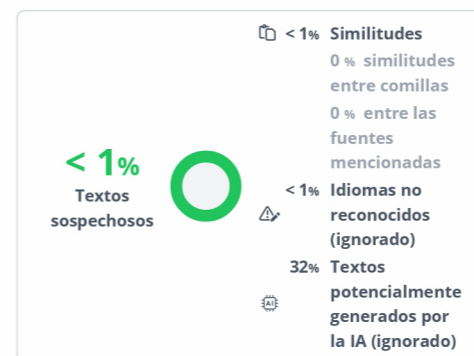 < 1%
Textos
sospechosos
< 1% Similitudes
0 % similitudes
entre comillas
0 % entre las
fuentes
mencionadas
< 1% Idiomas no
reconocidos
(ignorado)
32% Textos
potencialmente
generados por
la IA (ignorado)
AI